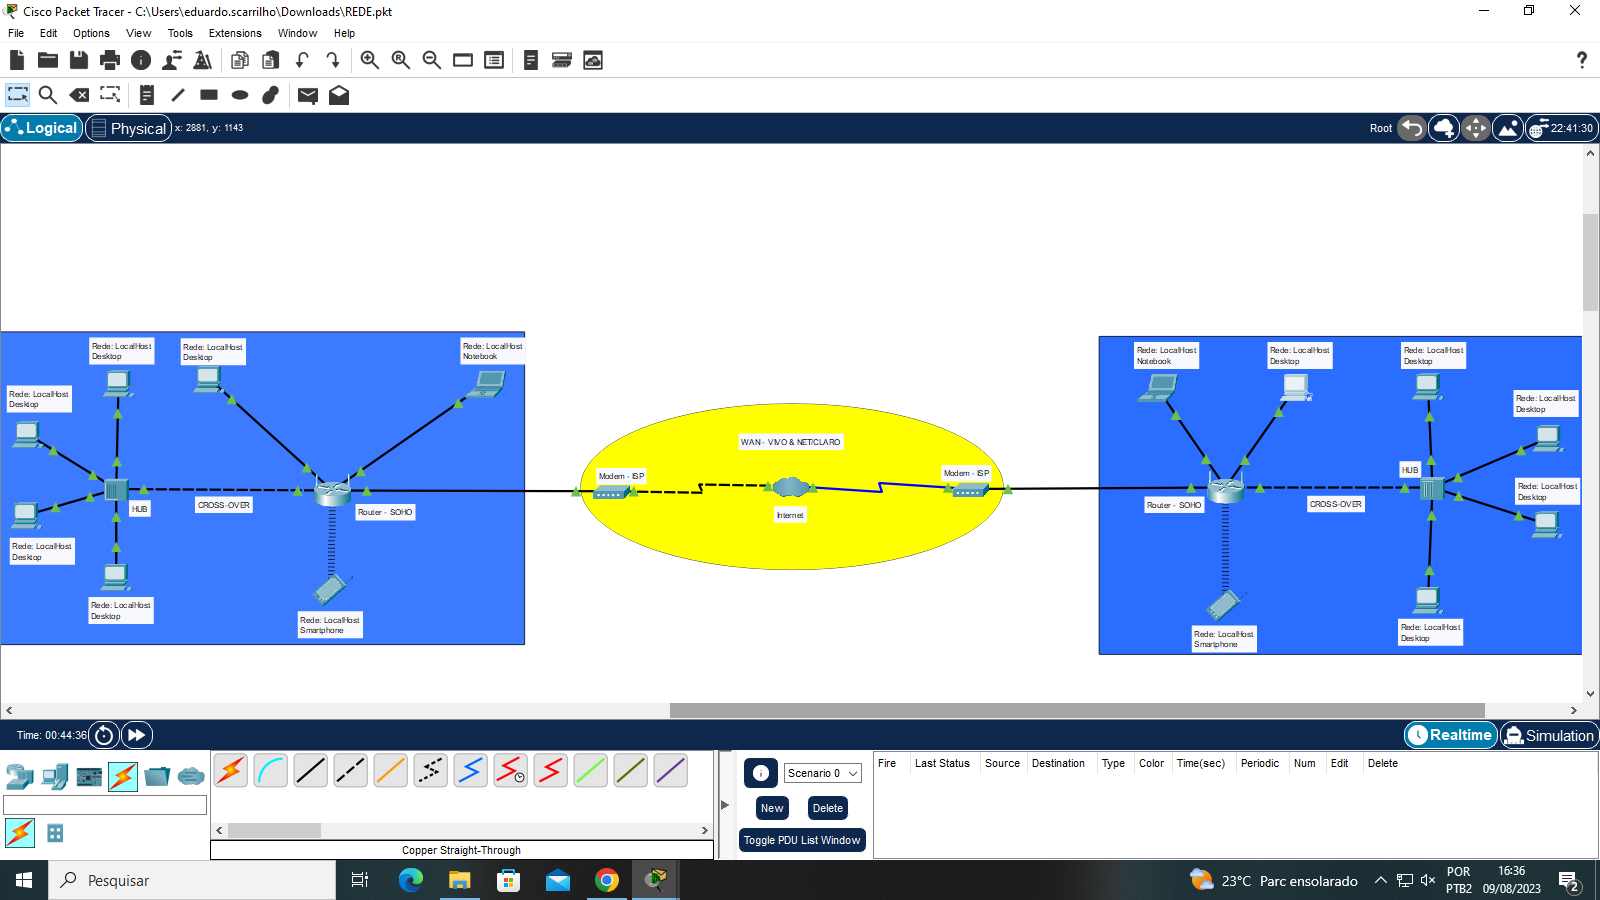 Cisco Packet Tracer - C:\Users\eduardo.scarrilho\Downloads\REDE.pkt
File Edit Options View Tools Extensions Window Help
?
Logical Physical x: 2881, y: 1143 Root 22:41:30
Rede: LocalHost
Desktop
Rede: LocalHost
Desktop
Rede: LocalHost
Notebook
Rede: LocalHost
Desktop
HUB
CROSS-OVER
Router - SOHO
Rede: LocalHost
Desktop
Rede: LocalHost
Desktop
Rede: LocalHost
Smartphone
WAN - VIVO & NET/CLARO
Modem - ISP
Modem - ISP
Internet
Rede: LocalHost
Notebook
Rede: LocalHost
Desktop
Rede: LocalHost
Desktop
Rede: LocalHost
Desktop
HUB
Rede: LocalHost
Desktop
Router - SOHO
CROSS-OVER
Rede: LocalHost
Smartphone
Rede: LocalHost
Desktop
Time: 00:44:36
Realtime Simulation
Scenario 0
New Delete
Toggle PDU List Window
Fire Last Status Source Destination Type Color Time(sec) Periodic Num Edit Delete
Copper Straight-Through
Pesquisar
23°C Parc ensolarado
POR
PTB2
16:36
09/08/2023
2